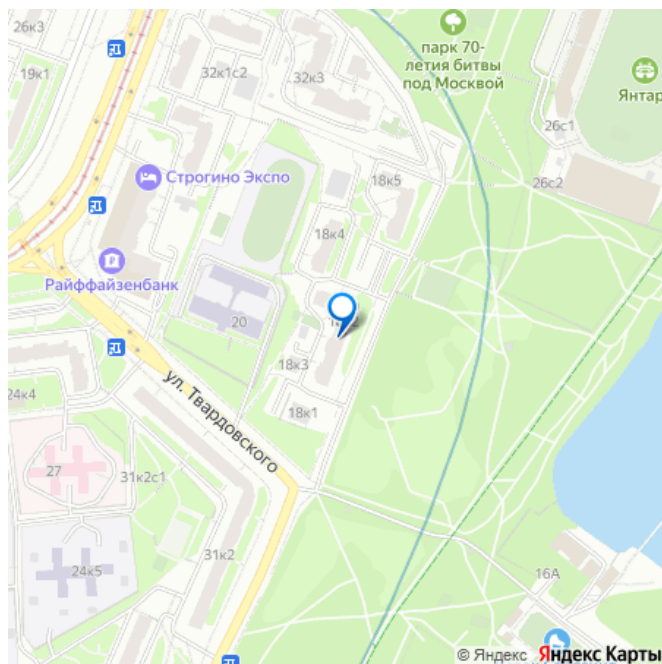 26к3
парк 70-
летия битвы
под Москвой
32к1с2
32к3
19к1
Янтар
26с1
Строгино Экспо
18к5
26с2
18к4
Райффайзенбанк
20
18к3
24к4
ул. Твардовского
18к1
27
31к2с1
31к2
24к5
16А
© Яндекс Яндекс Карты